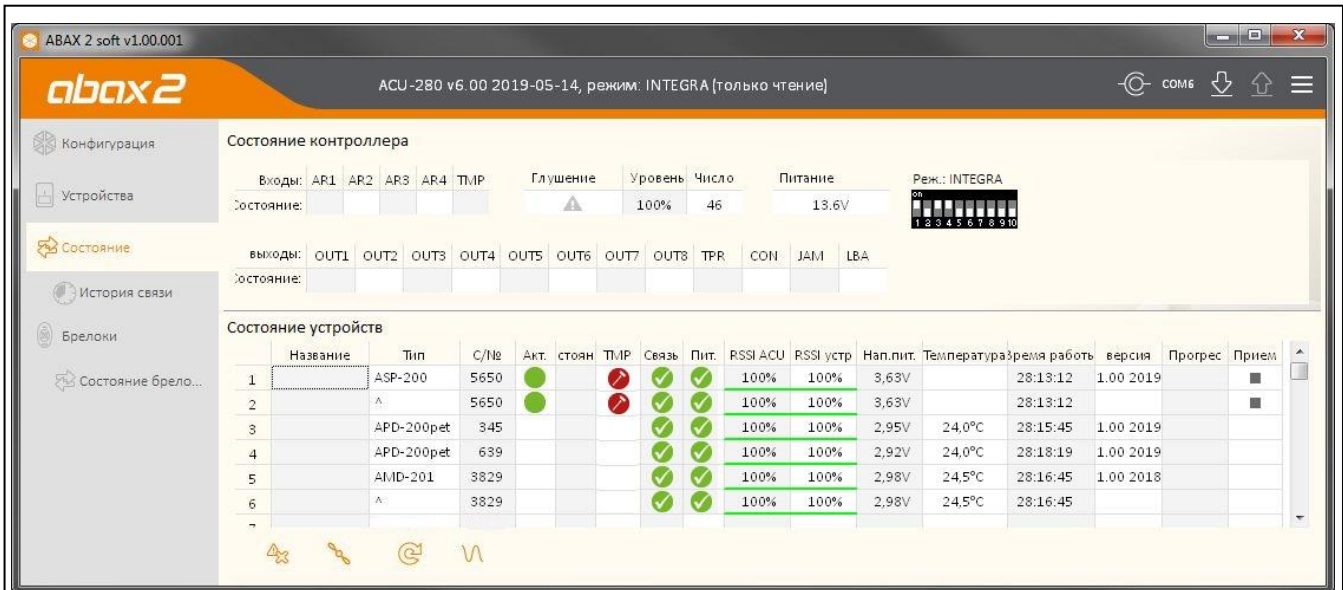 ABAX 2 soft v1.00.001
abax2 ACU-280 v6.00 2019-05-14, режим: INTEGRA (только чтение) COM6
Конфигурация
Устройства
Состояние
История связи
Брелоки
Состояние брело...
Состояние контроллера
Входы: AR1 AR2 AR3 AR4 TMP Глушение Уровень Число Питание Реж.: INTEGRA
Состояние: 100% 46 13.6V
on
1 2 3 4 5 6 7 8 9 10
выходы: OUT1 OUT2 OUT3 OUT4 OUT5 OUT6 OUT7 OUT8 TPR CON JAM LBA
Состояние:
Состояние устройств
Название Тип С/№ Акт. стоян TMP Связь Пит. RSSI ACU RSSI устр Нап.пит. Температура время работь версия Прогрес Прием
1 ASP-200 5650 100% 100% 3,63V 28:13:12 1.00 2019
2 ^ 5650 100% 100% 3,63V 28:13:12
3 APD-200pet 345 100% 100% 2,95V 24,0°C 28:15:45 1.00 2019
4 APD-200pet 639 100% 100% 2,92V 24,0°C 28:18:19 1.00 2019
5 AMD-201 3829 100% 100% 2,98V 24,5°C 28:16:45 1.00 2018
6 ^ 3829 100% 100% 2,98V 24,5°C 28:16:45